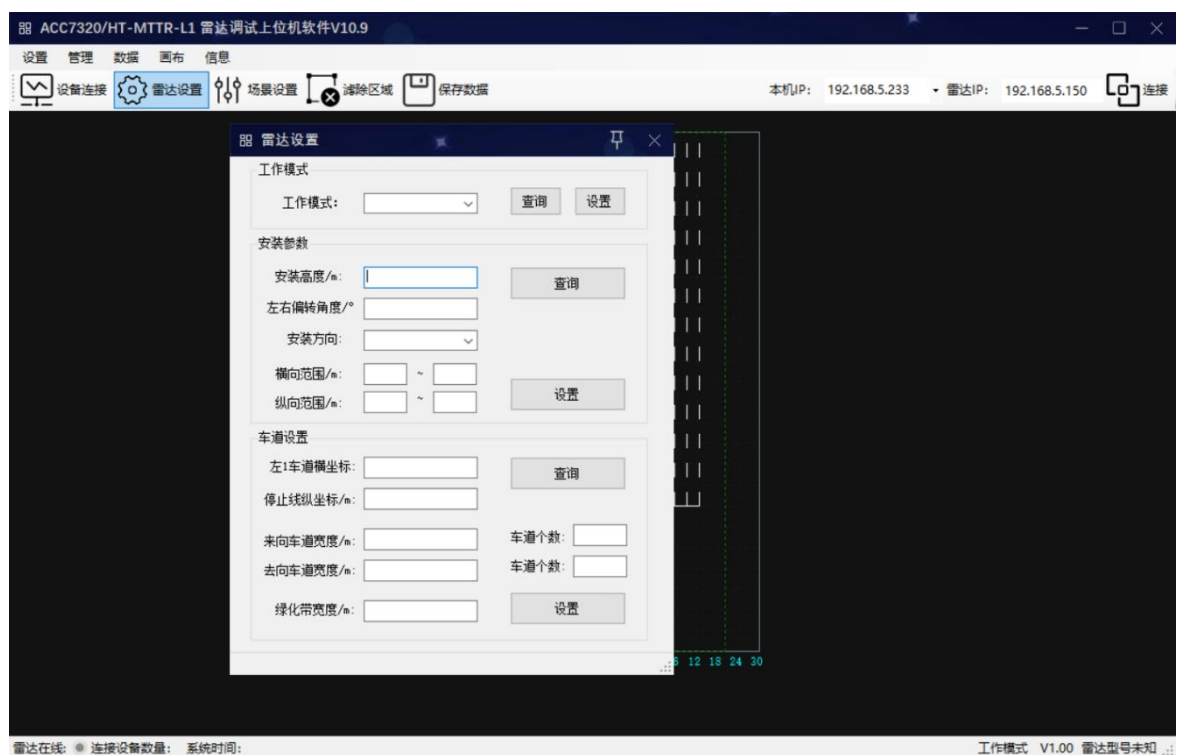 ACC7320/HT-MTTR-L1 雷达调试上位机软件V10.9
设置 管理 数据 画布 信息
设备连接 雷达设置 场景设置 滤除区域 保存数据 本机IP: 192.168.5.233 雷达IP: 192.168.5.150 连接
雷达设置
工作模式
工作模式: 查询 设置
安装参数
安装高度/m: 查询
左右偏转角度/°
安装方向:
横向范围/m: ~
纵向范围/m: ~ 设置
车道设置
左1车道横坐标: 查询
停止线纵坐标/m:
来向车道宽度/m: 车道个数:
去向车道宽度/m: 车道个数:
绿化带宽度/m: 设置
12 18 24 30
雷达在线: 连接设备数量: 系统时间: 工作模式 V1.00 雷达型号未知